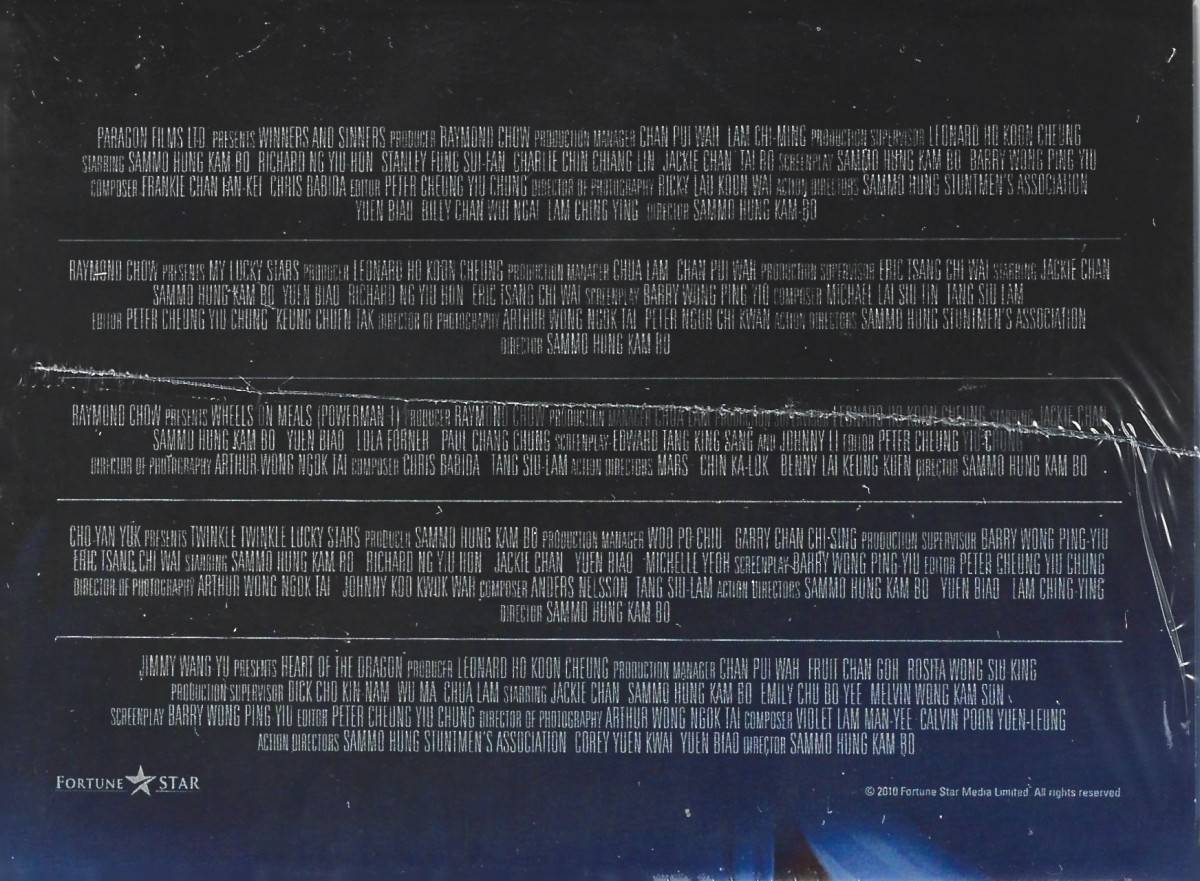 PARAGON FILMS LTD PRESENTS WINNERS AND SINNERS PRODUCER RAYMOND CHOW PRODUCTION MANAGER CHAN PUI WAH LAM CHI-MING PRODUCTION SUPERVISOR LEONARD HO KOON CHEUNG
STARRING SAMMO HUNG KAM BO RICHARD NG YIU HON STANLEY FUNG SUI-FAN CHARLIE CHIN CHIANG LIN JACKIE CHAN TAI BO SCREENPLAY SAMMO HUNG KAM BO BARRY WONG PING-YIU
COMPOSER FRANKIE CHAN FAN-KEI CHRIS BABIDA EDITOR PETER CHEUNG YIU CHUNG DIRECTOR OF PHOTOGRAPHY RICKY LAU KOON WAI ACTION DIRECTORS SAMMO HUNG STUNTMEN'S ASSOCIATION
YUEN BIAO BILLY CHAN WUI NGAI LAM CHING YING DIRECTOR SAMMO HUNG KAM-BO
RAYMOND CHOW PRESENTS MY LUCKY STARS PRODUCER LEONARD HO KOON CHEUNG PRODUCTION MANAGER CHUA LAM CHAN PUI WAH PRODUCTION SUPERVISOR ERIC TSANG CHI WAI STARRING JACKIE CHAN
SAMMO HUNG KAM BO YUEN BIAO RICHARD NG YIU HON ERIC TSANG CHI WAI SCREENPLAY BARRY WONG PING YIU COMPOSER MICHAEL LAI SIU TIN TANG SIU LAM
EDITOR PETER CHEUNG YIU CHUNG KEUNG CHUEN TAK DIRECTOR OF PHOTOGRAPHY ARTHUR WONG NGOK TAI PETER NGOR CHI KWAN ACTION DIRECTORS SAMMO HUNG STUNTMEN'S ASSOCIATION
DIRECTOR SAMMO HUNG KAM BO
RAYMOND CHOW PRESENTS WHEELS ON MEALS (POWERMAN I) PRODUCER RAYMOND CHOW PRODUCTION MANAGER CHUA LAM PRODUCTION SUPERVISOR CHEUNG STARRING JACKIE CHAN
SAMMO HUNG KAM BO YUEN BIAO LOLA FORNER PAUL CHANG CHUNG SCREENPLAY EDWARD TANG KING SANG AND JOHNNY LI EDITOR PETER CHEUNG YIU CHUNG
DIRECTOR OF PHOTOGRAPHY ARTHUR WONG NGOK TAI COMPOSER CHRIS BABIDA TANG SIU-LAM ACTION DIRECTORS MARS CHIN KA-LOK BENNY LAI KEUNG KUEN DIRECTOR SAMMO HUNG KAM BO
CHO YAN YUK PRESENTS TWINKLE TWINKLE LUCKY STARS PRODUCER SAMMO HUNG KAM-BO PRODUCTION MANAGER WOO PO CHIU BARRY CHAN CHI-SING PRODUCTION SUPERVISOR BARRY WONG PING-YIU
ERIC TSANG CHI WAI STARRING SAMMO HUNG KAM BO RICHARD NG YIU HON JACKIE CHAN YUEN BIAO MICHELLE YEOH SCREENPLAY BARRY WONG PING-YIU EDITOR PETER CHEUNG YIU CHUNG
DIRECTOR OF PHOTOGRAPHY ARTHUR WONG NGOK TAI JOHNNY KOO KWOK WAH COMPOSER ANDERS NELSSON TANG SIU-LAM ACTION DIRECTORS SAMMO HUNG KAM BO YUEN BIAO LAM CHING-YING
DIRECTOR SAMMO HUNG KAM BO
JIMMY WANG YU PRESENTS HEART OF THE DRAGON PRODUCER LEONARD HO KOON CHEUNG PRODUCTION MANAGER CHAN PUI WAH FRUIT CHAN GOH ROSITA WONG SIU KING
PRODUCTION SUPERVISOR DICK CHO KIN NAM WU MA CHUA LAM STARRING JACKIE CHAN SAMMO HUNG KAM BO EMILY CHU BO YEE MELVIN WONG KAM SUN
SCREENPLAY BARRY WONG PING YIU EDITOR PETER CHEUNG YIU CHUNG DIRECTOR OF PHOTOGRAPHY ARTHUR WONG NGOK TAI COMPOSER VIOLET LAM MAN-YEE CALVIN POON YUEN-LEUNG
ACTION DIRECTORS SAMMO HUNG STUNTMEN'S ASSOCIATION COREY YUEN KWAI YUEN BIAO DIRECTOR SAMMO HUNG KAM BO
FORTUNE STAR
© 2010 Fortune Star Media Limited. All rights reserved